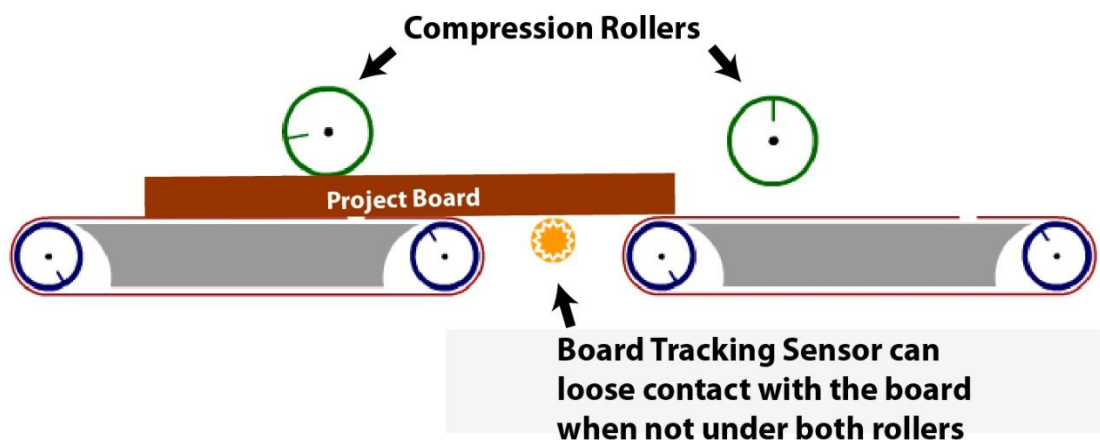 Compression Rollers
Project Board
Board Tracking Sensor can
loose contact with the board
when not under both rollers